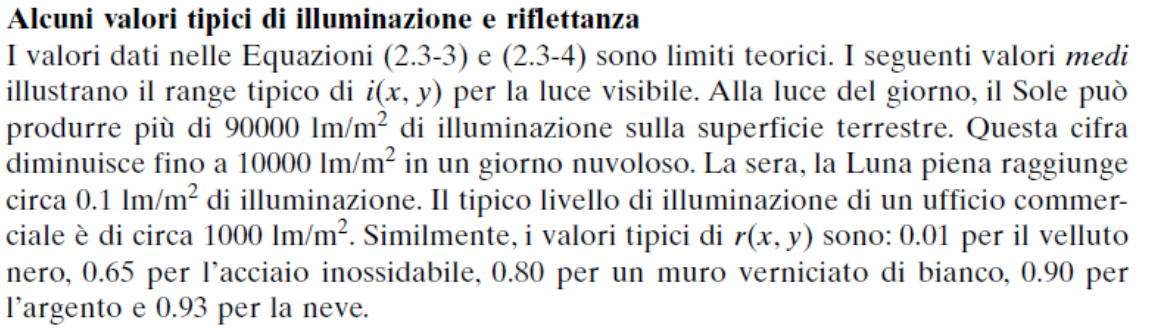 Alcuni valori tipici di illuminazione e riflettanza
I valori dati nelle Equazioni (2.3-3) e (2.3-4) sono limiti teorici. I seguenti valori medi
illustrano il range tipico di i(x, y) per la luce visibile. Alla luce del giorno, il Sole può
produrre più di 90000 lm/m² di illuminazione sulla superficie terrestre. Questa cifra
diminuisce fino a 10000 lm/m² in un giorno nuvoloso. La sera, la Luna piena raggiunge
circa 0.1 lm/m² di illuminazione. Il tipico livello di illuminazione di un ufficio commer-
ciale è di circa 1000 lm/m². Similmente, i valori tipici di r(x, y) sono: 0.01 per il velluto
nero, 0.65 per l'acciaio inossidabile, 0.80 per un muro verniciato di bianco, 0.90 per
l'argento e 0.93 per la neve.